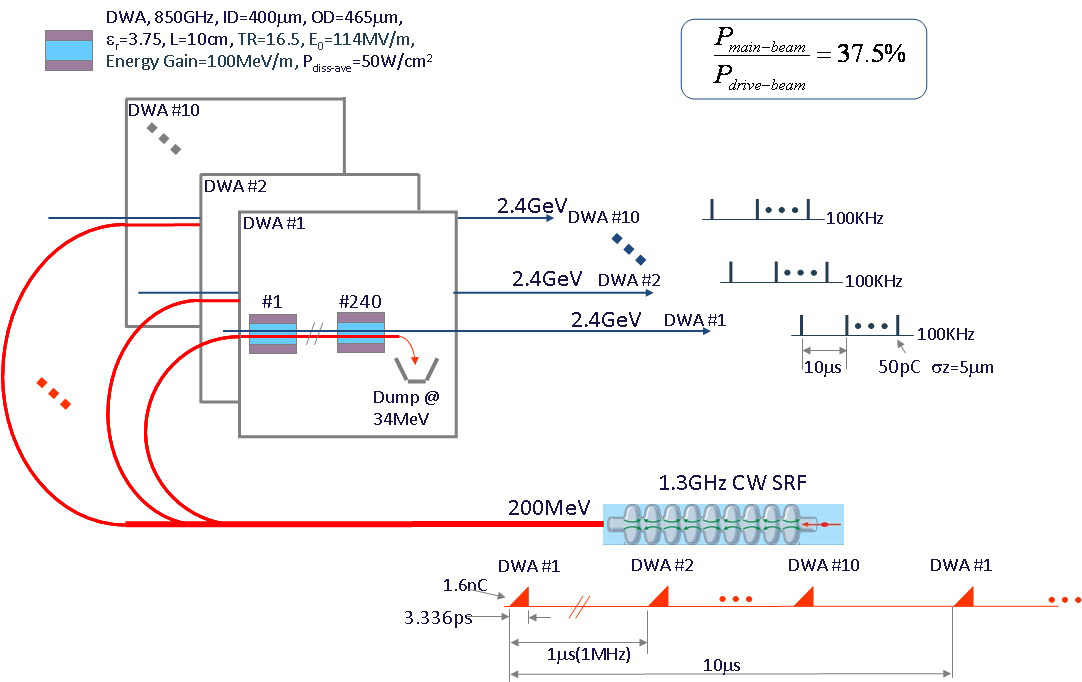 DWA, 850GHz, ID=400μm, OD=465μm,
εr=3.75, L=10cm, TR=16.5, E0=114MV/m,
Energy Gain=100MeV/m, Pdiss-ave=50W/cm2
Pmain−beam
Pdrive−beam
= 37.5%
DWA #10
DWA #2
DWA #1
2.4GeV
DWA #10
100KHz
2.4GeV
DWA #2
100KHz
#1
#240
2.4GeV
DWA #1
100KHz
10μs
50pC σz=5μm
Dump @
34MeV
1.3GHz CW SRF
200MeV
DWA #1
DWA #2
DWA #10
DWA #1
1.6nC
3.336ps
1μs(1MHz)
10μs